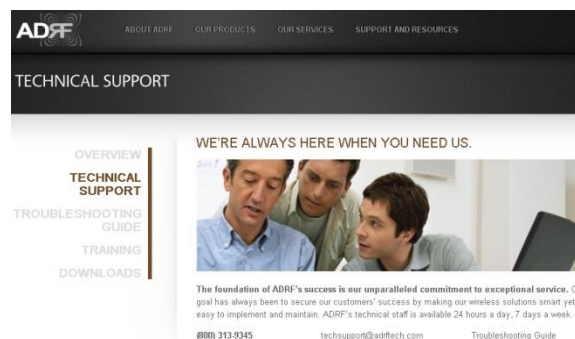 ADRF
ABOUT ADRF
OUR PRODUCTS
OUR SERVICES
SUPPORT AND RESOURCES
TECHNICAL SUPPORT
OVERVIEW
TECHNICAL
SUPPORT
TROUBLESHOOTING
GUIDE
TRAINING
DOWNLOADS
WE'RE ALWAYS HERE WHEN YOU NEED US.
The foundation of ADRF's success is our unparalleled commitment to exceptional service.
goal has always been to secure our customers' success by making our wireless solutions smart yet
easy to implement and maintain. ADRF's technical staff is available 24 hours a day, 7 days a week.
(800) 313-9345
techsupport@adrftech.com
Troubleshooting Guide